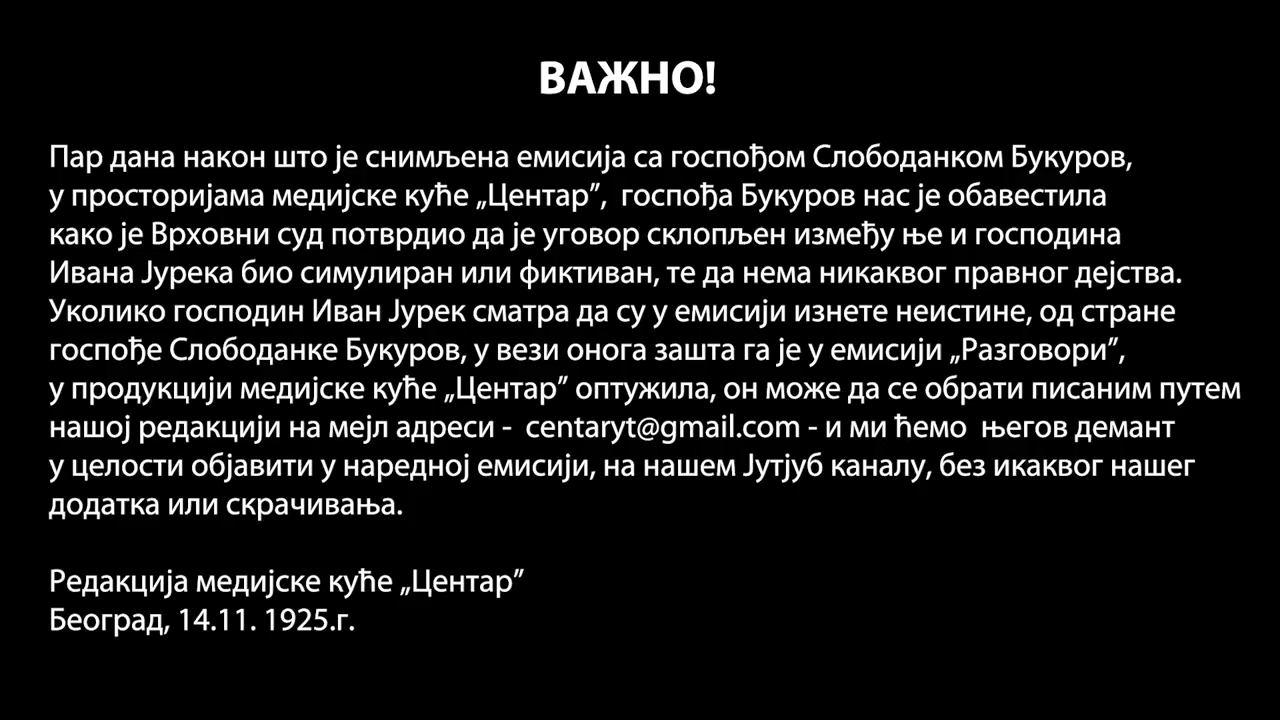 ВАЖНО!
Пар дана након што је снимљена емисија са госпођом Слободанком Букуров,
у просторијама медијске куће „Центар”,  госпођа Букуров нас је обавестила
како је Врховни суд потврдио да је уговор склопљен између ње и господина
Ивана Јурека био симулиран или фиктиван, те да нема никаквог правног дејства.
Уколико господин Иван Јурек сматра да су у емисији изнете неистине, од стране
госпође Слободанке Букуров, у вези онога зашта га је у емисији „Разговори”,
у продукцији медијске куће „Центар” оптужила, он може да се обрати писаним путем
нашој редакцији на мејл адреси -  centaryt@gmail.com - и ми ћемо  његов демант
у целости објавити у наредној емисији, на нашем Јутјуб каналу, без икаквог нашег
додатка или скрачивања.
Редакција медијске куће „Центар”
Београд, 14.11. 1925.г.